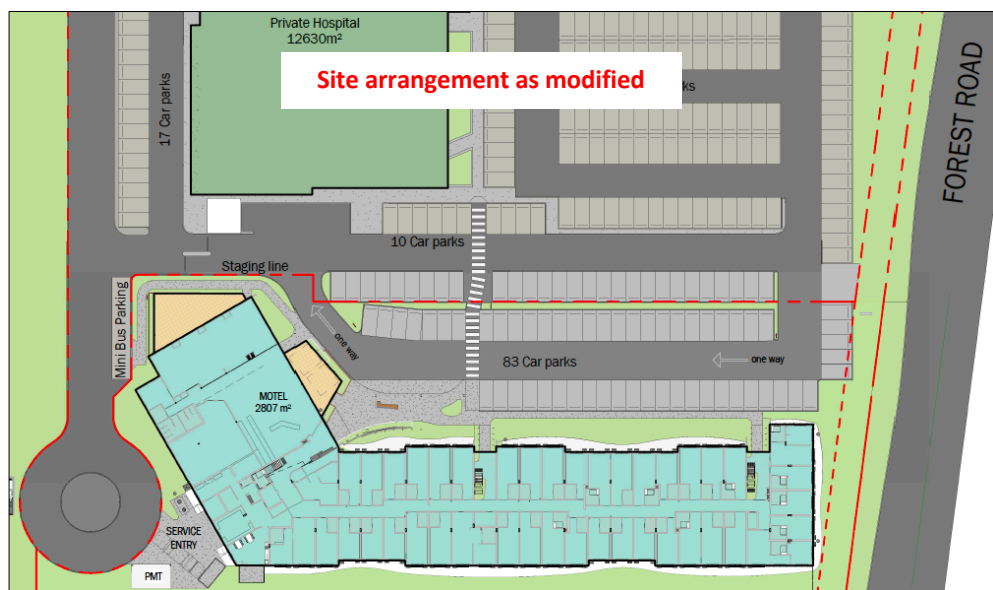 Private Hospital
12630m²
Site arrangement as modified
17 Car parks
ks
FOREST ROAD
10 Car parks
Staging line
Mini Bus Parking
one way
83 Car parks
one way
MOTEL
2807 m²
SERVICE
ENTRY
PMT